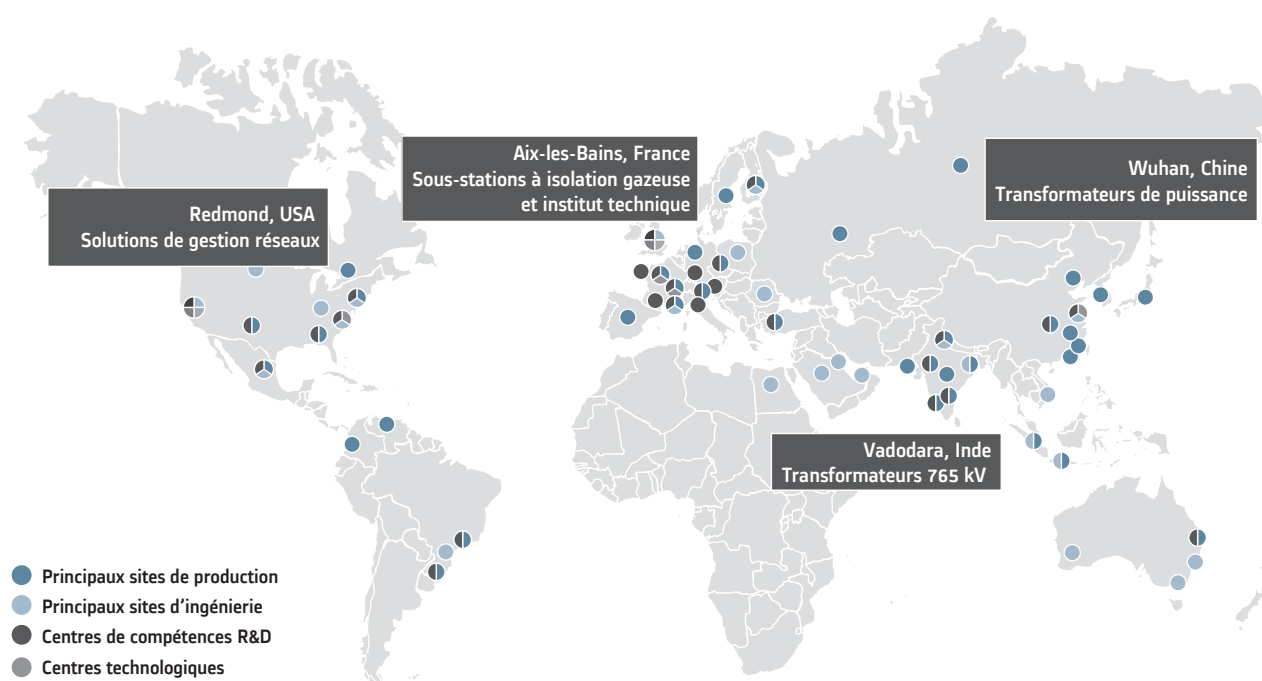 Aix-les-Bains, France
Sous-stations à isolation gazeuse
et institut technique
Wuhan, Chine
Transformateurs de puissance
Redmond, USA
Solutions de gestion réseaux
Vadodara, Inde
Transformateurs 765 kV
Principaux sites de production
Principaux sites d'ingénierie
Centres de compétences R&D
Centres technologiques